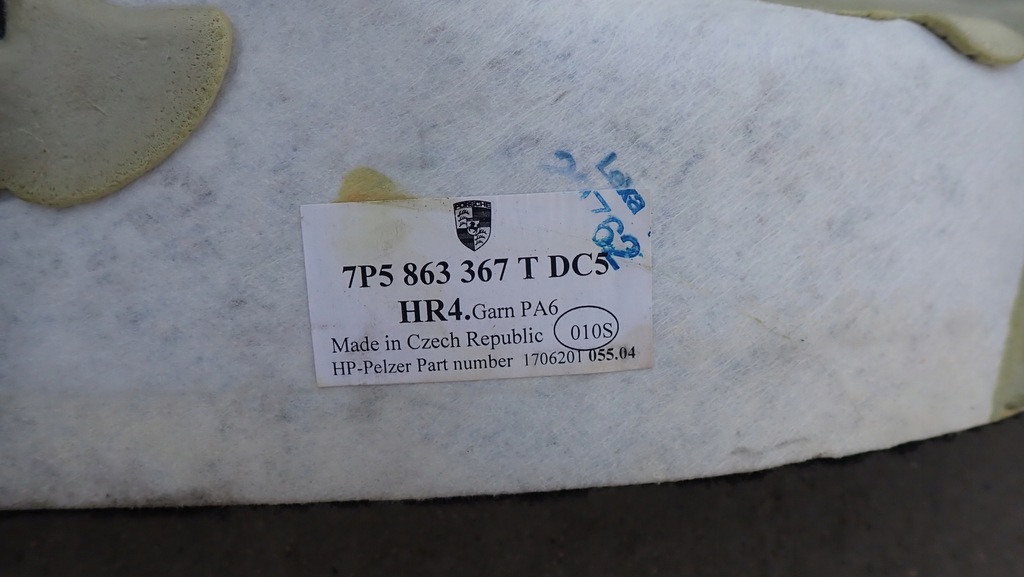 PORSCHE
7P5 863 367 T DC5
HR4.Garn PA6
Made in Czech Republic 010S
HP-Pelzer Part number 1706201 055.04